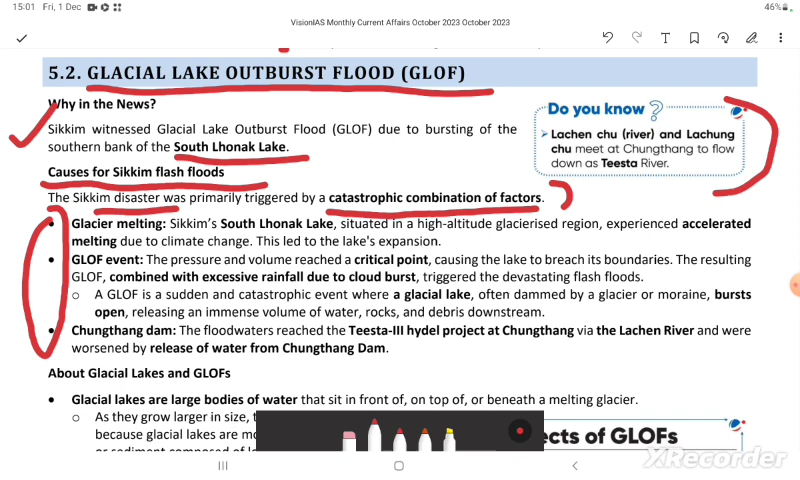 15:01 Fri, 1 Dec
46%
VisionIAS Monthly Current Affairs October 2023 October 2023
5.2. GLACIAL LAKE OUTBURST FLOOD (GLOF)
Why in the News?
Sikkim witnessed Glacial Lake Outburst Flood (GLOF) due to bursting of the
southern bank of the South Lhonak Lake.
Do you know ?
Lachen chu (river) and Lachung
chu meet at Chungthang to flow
down as Teesta River.
Causes for Sikkim flash floods
The Sikkim disaster was primarily triggered by a catastrophic combination of factors.
• Glacier melting: Sikkim's South Lhonak Lake, situated in a high-altitude glacierised region, experienced accelerated
melting due to climate change. This led to the lake's expansion.
• GLOF event: The pressure and volume reached a critical point, causing the lake to breach its boundaries. The resulting
GLOF, combined with excessive rainfall due to cloud burst, triggered the devastating flash floods.
o A GLOF is a sudden and catastrophic event where a glacial lake, often dammed by a glacier or moraine, bursts
open, releasing an immense volume of water, rocks, and debris downstream.
• Chungthang dam: The floodwaters reached the Teesta-III hydel project at Chungthang via the Lachen River and were
worsened by release of water from Chungthang Dam.
About Glacial Lakes and GLOFs
• Glacial lakes are large bodies of water that sit in front of, on top of, or beneath a melting glacier.
o As they grow larger in size,
because glacial lakes are
ects of GLOFs
XRecorder